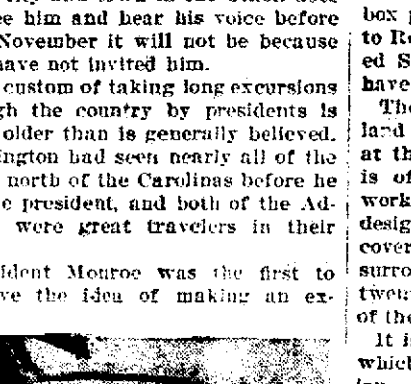 ee him and hear his voice before
November it will not be because
have not invited him.
custom of taking long excursions
gh the country by presidents is
older than is generally believed.
ington had seen nearly all of the
north of the Carolinas before he
e president, and both of the Ad-
were great travelers in their
ident Monroe was the first to
ve the idea of making an ex-
box
to R
ed S
have
The
land
at th
is of
work
desig
cover
surro
twen
of the
It i
which